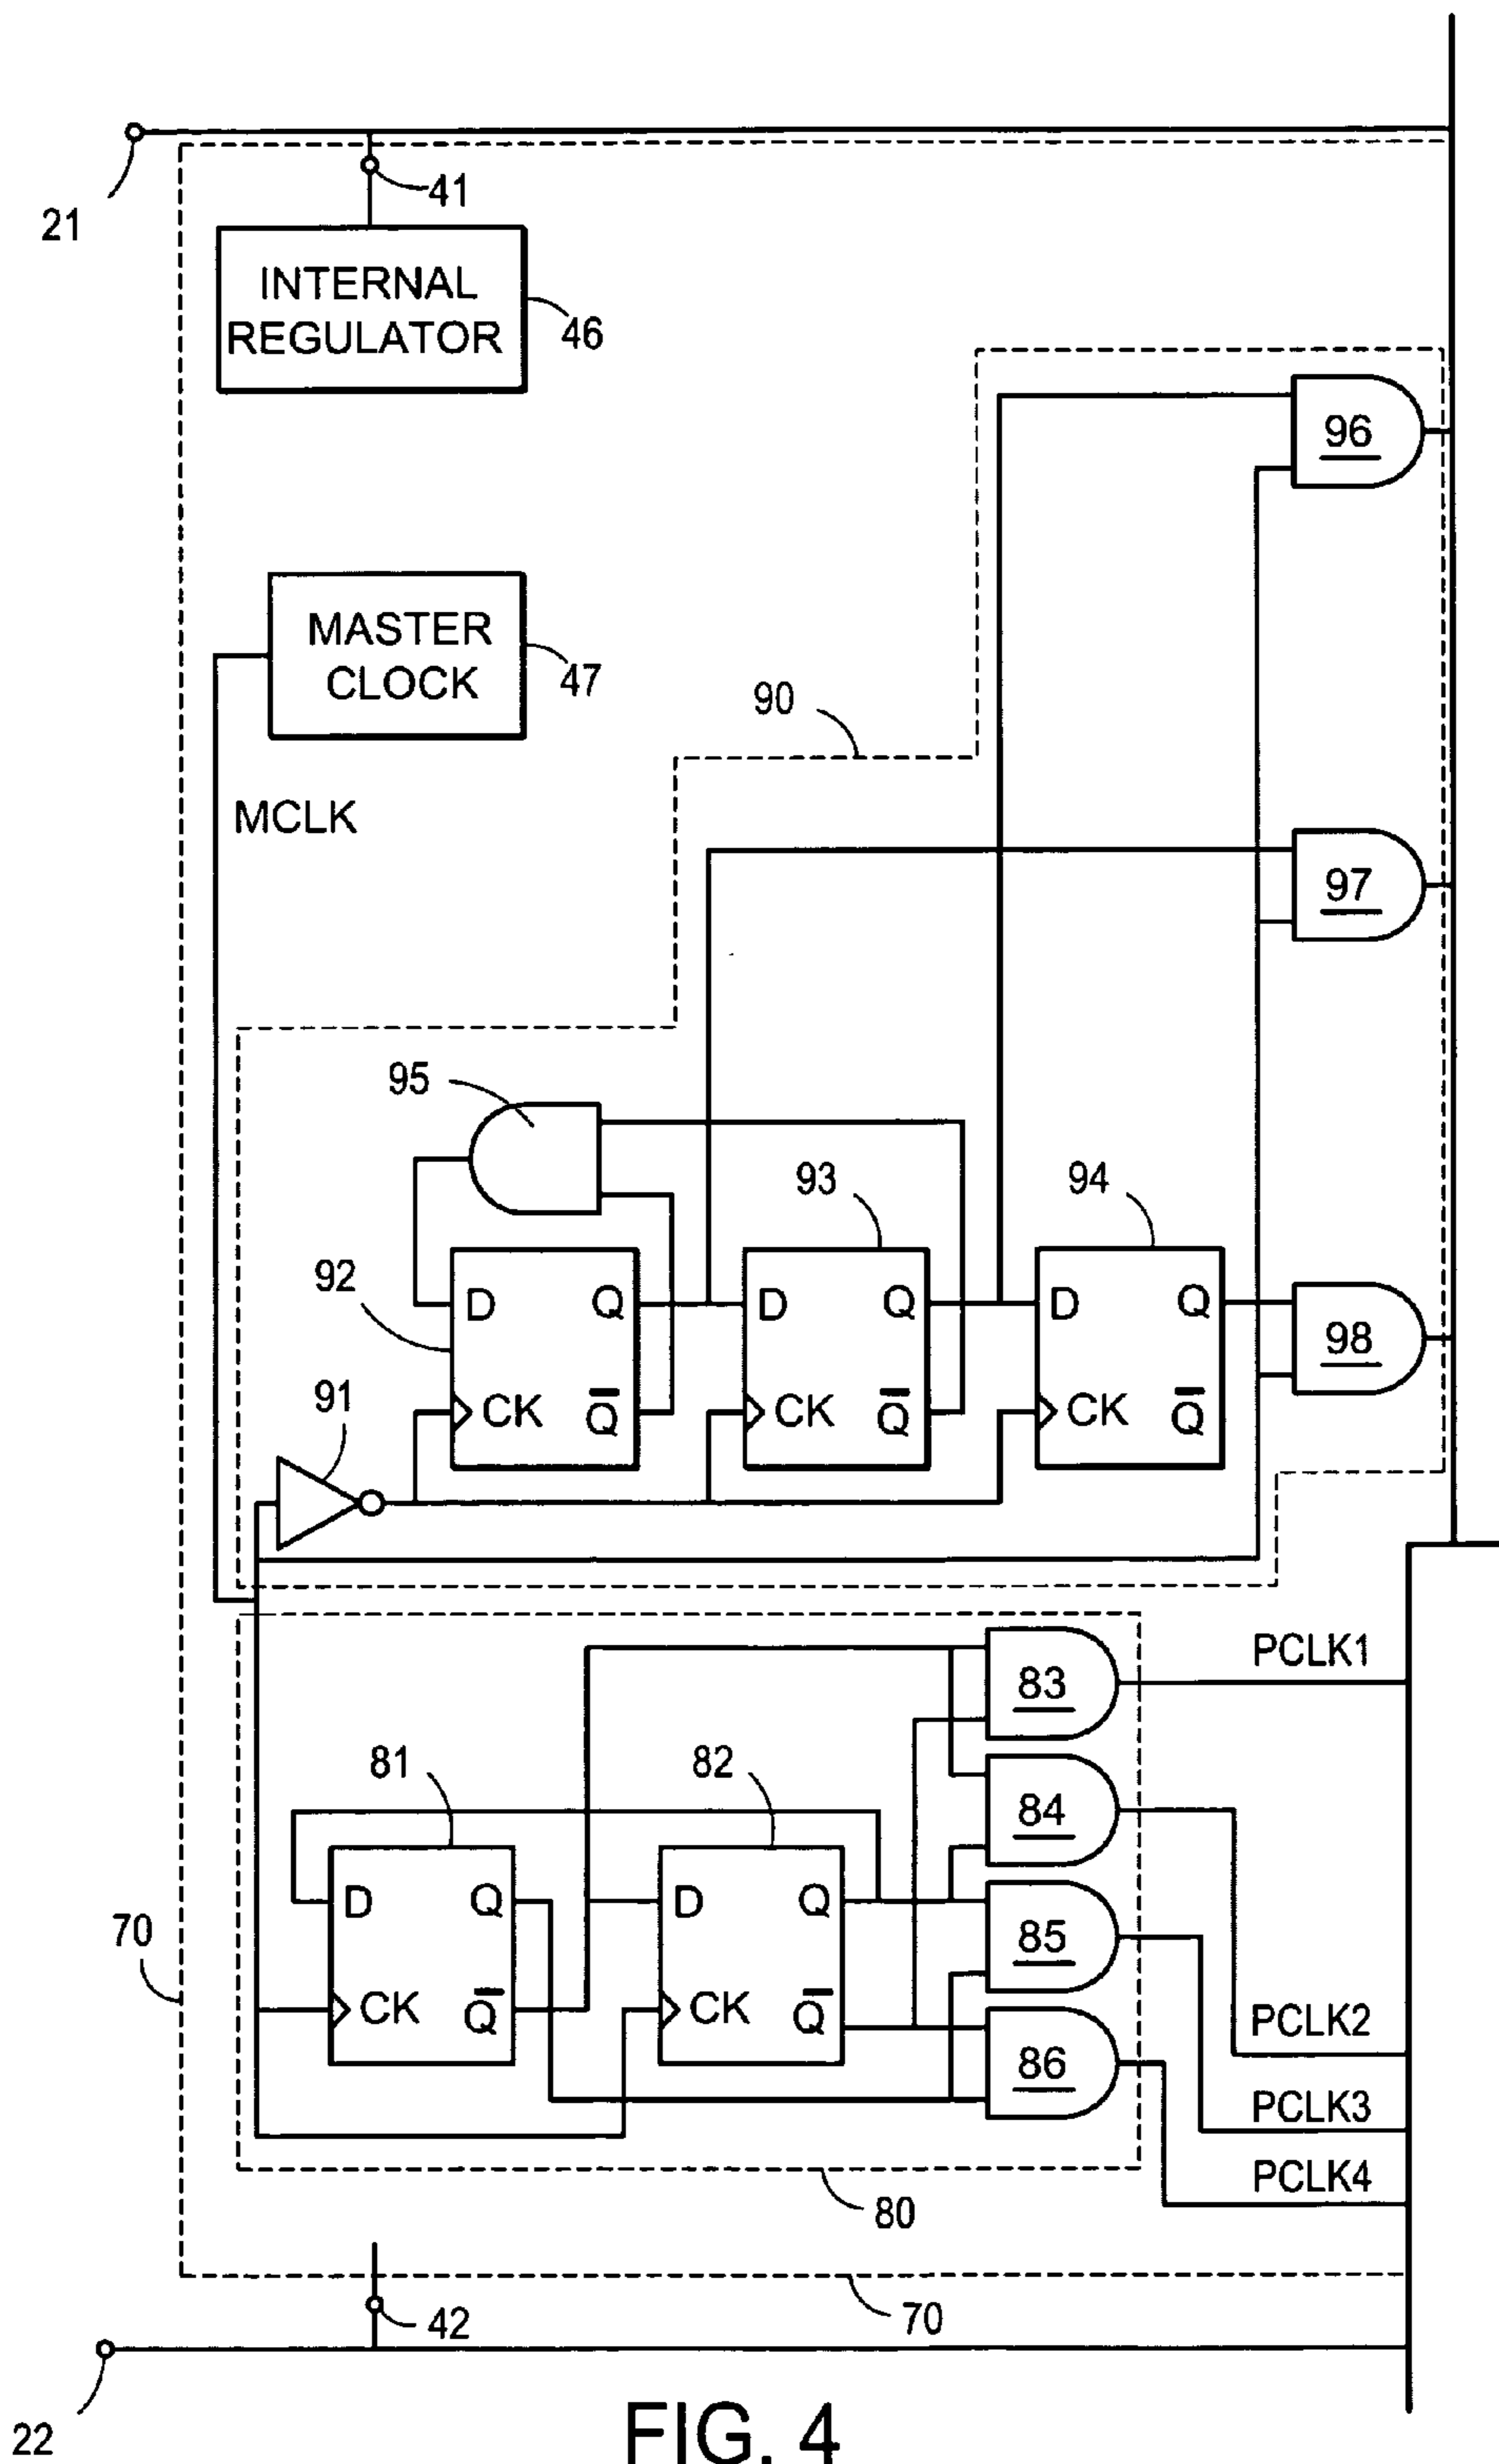 21
41
INTERNAL
REGULATOR
46
96
MASTER
CLOCK
47
90
MCLK
97
95
93
94
92
D Q
CK Q̅
D Q
CK Q̅
D Q
CK Q̅
98
91
PCLK1
83
81
82
84
D Q
CK Q̅
D Q
CK Q̅
85
70
PCLK2
86
PCLK3
PCLK4
80
70
42
22
FIG. 4